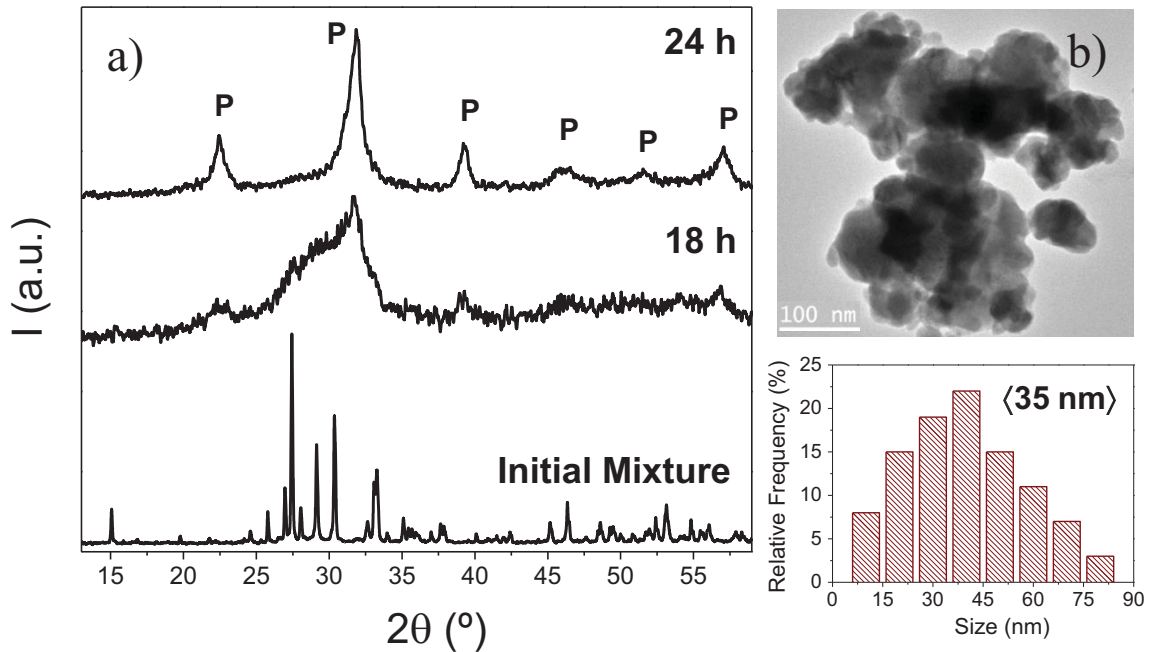 a)
24 h
P
P
P
P
P
P
18 h
Initial Mixture
I (a.u.)
15 20 25 30 35 40 45 50 55
2θ (º)
b)
100 nm
⟨35 nm⟩
Relative Frequency (%)
25
20
15
10
5
0
0 15 30 45 60 75 90
Size (nm)